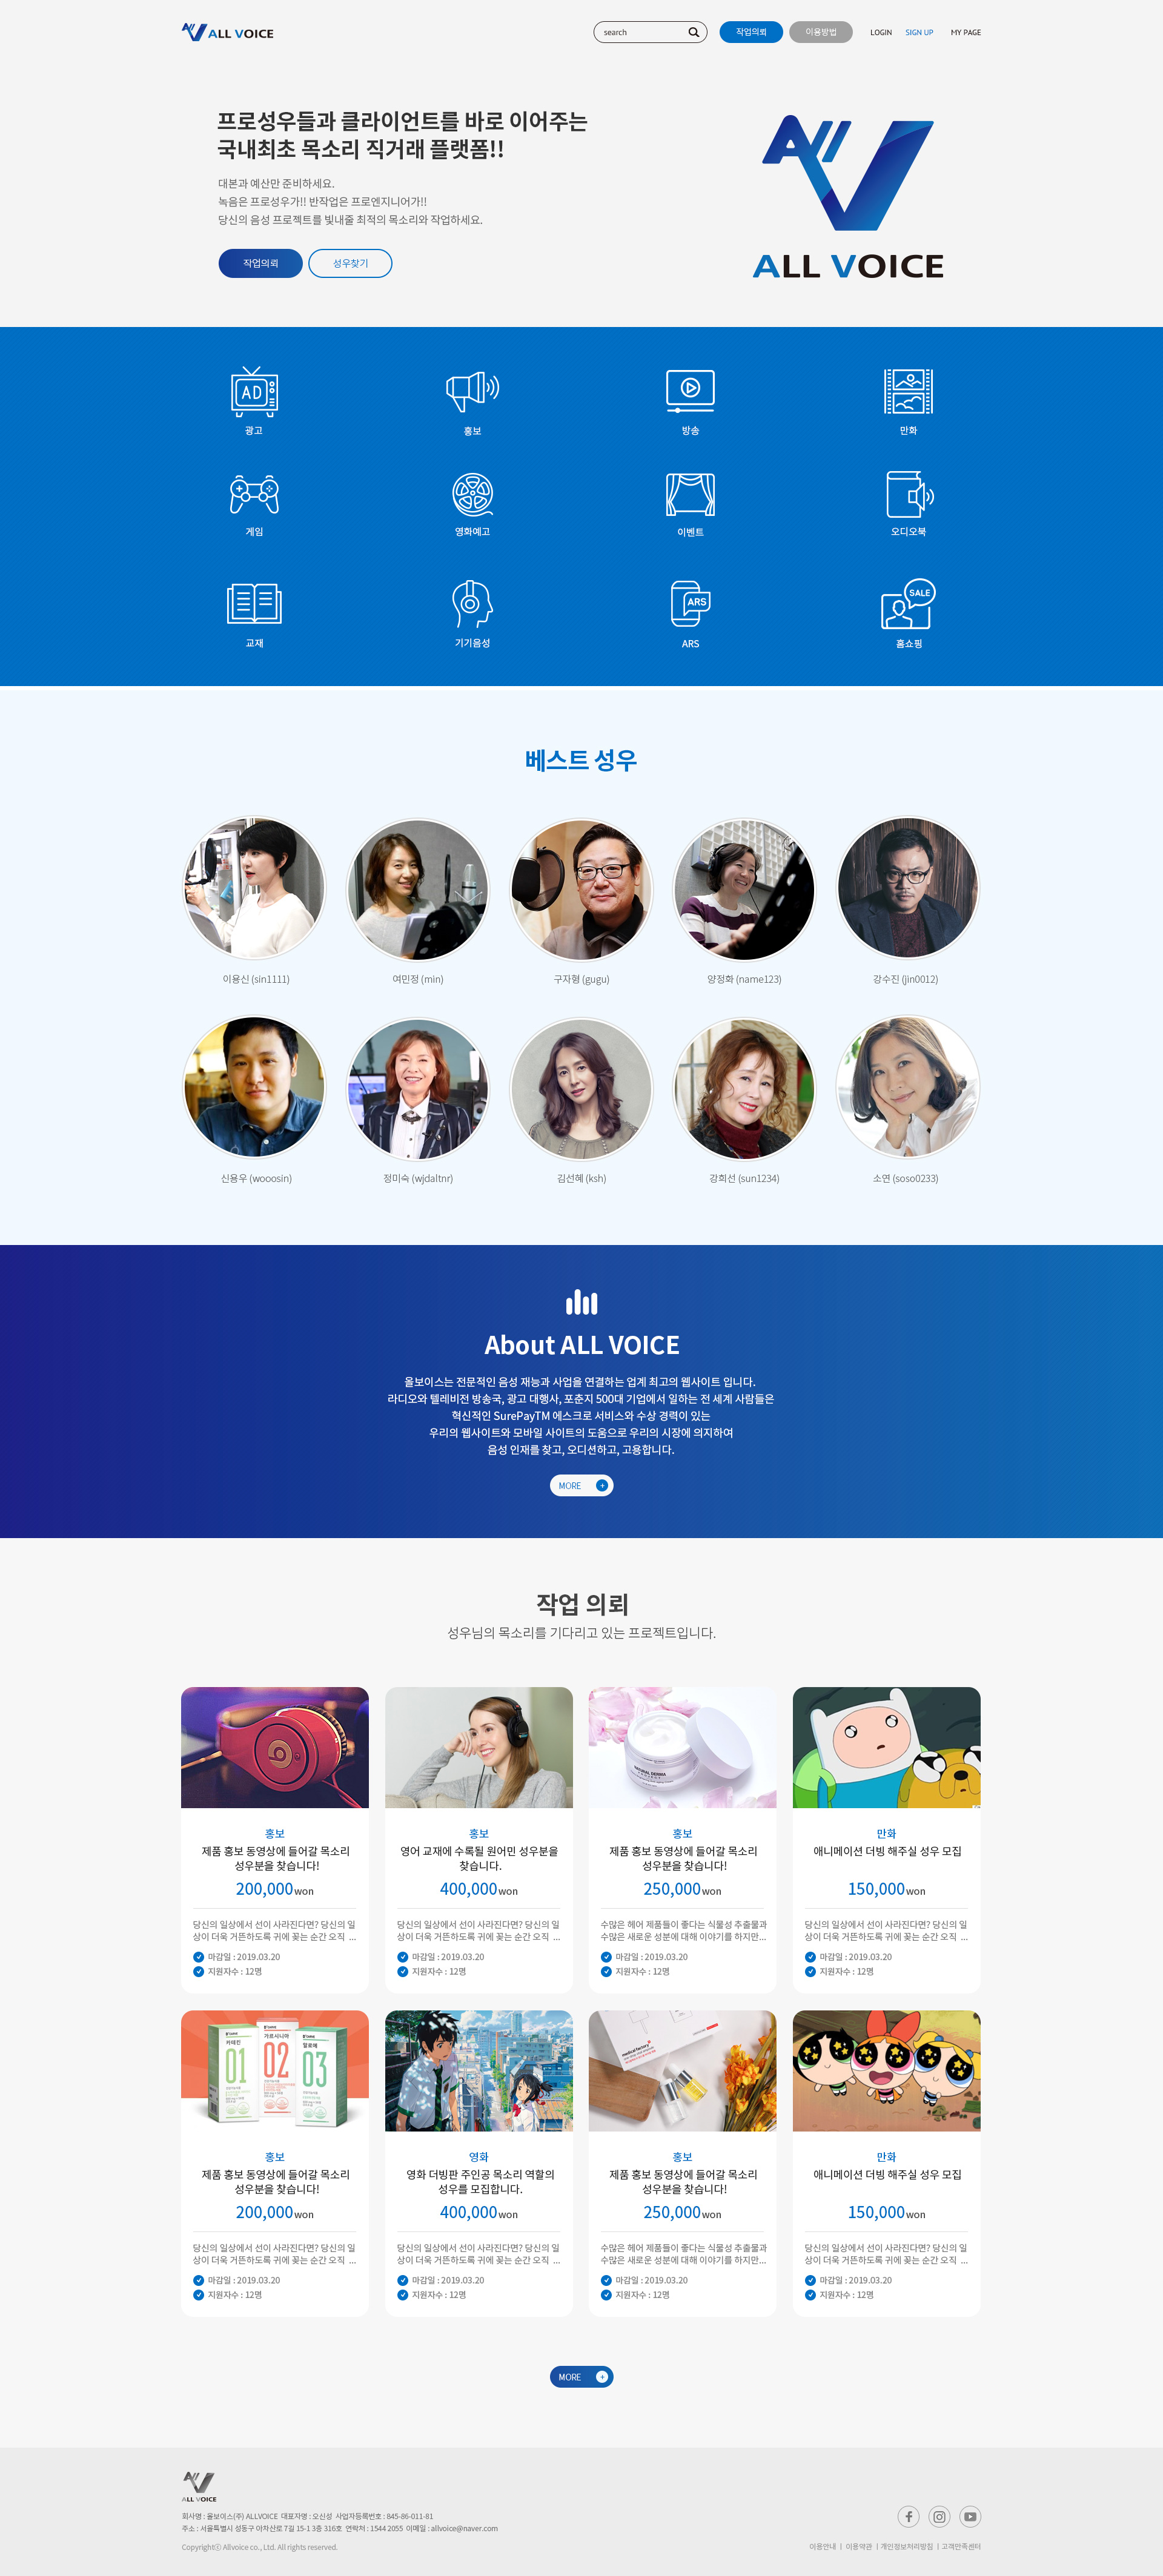 ALL VOICE
search
작업의뢰
이용방법
LOGIN
SIGN UP
MY PAGE
프로성우들과 클라이언트를 바로 이어주는
국내최초 목소리 직거래 플랫폼!!
대본과 예산만 준비하세요.
녹음은 프로성우가!! 반작업은 프로엔지니어가!!
당신의 음성 프로젝트를 빛내줄 최적의 목소리와 작업하세요.
작업의뢰
성우찾기
All V
ALL VOICE
AD
광고
홍보
방송
만화
게임
영화예고
이벤트
오디오북
교재
기기음성
ARS
ARS
SALE
홈쇼핑
베스트 성우
이용신 (sin1111)
여민정 (min)
구자형 (gugu)
양정화 (name123)
강수진 (jin0012)
신용우 (wooosin)
정미숙 (wjdaltnr)
김선혜 (ksh)
강희선 (sun1234)
소연 (soso0233)
About ALL VOICE
올보이스는 전문적인 음성 재능과 사업을 연결하는 업계 최고의 웹사이트 입니다.
라디오와 텔레비전 방송국, 광고 대행사, 포춘지 500대 기업에서 일하는 전 세계 사람들은
혁신적인 SurePayTM 에스크로 서비스와 수상 경력이 있는
우리의 웹사이트와 모바일 사이트의 도움으로 우리의 시장에 의지하여
음성 인재를 찾고, 오디션하고, 고용합니다.
MORE +
작업 의뢰
성우님의 목소리를 기다리고 있는 프로젝트입니다.
홍보
제품 홍보 동영상에 들어갈 목소리
성우분을 찾습니다!
200,000won
당신의 일상에서 선이 사라진다면? 당신의 일
상이 더욱 거뜬하도록 귀에 꽂는 순간 오직 ...
마감일 : 2019.03.20
지원자수 : 12명
홍보
영어 교재에 수록될 원어민 성우분을
찾습니다.
400,000won
당신의 일상에서 선이 사라진다면? 당신의 일
상이 더욱 거뜬하도록 귀에 꽂는 순간 오직 ...
마감일 : 2019.03.20
지원자수 : 12명
NATURAL DERMA
홍보
제품 홍보 동영상에 들어갈 목소리
성우분을 찾습니다!
250,000won
수많은 헤어 제품들이 좋다는 식물성 추출물과
수많은 새로운 성분에 대해 이야기를 하지만...
마감일 : 2019.03.20
지원자수 : 12명
만화
애니메이션 더빙 해주실 성우 모집
150,000won
당신의 일상에서 선이 사라진다면? 당신의 일
상이 더욱 거뜬하도록 귀에 꽂는 순간 오직 ...
마감일 : 2019.03.20
지원자수 : 12명
카테킨
01
가르시니아
02
알로에
03
홍보
제품 홍보 동영상에 들어갈 목소리
성우분을 찾습니다!
200,000won
당신의 일상에서 선이 사라진다면? 당신의 일
상이 더욱 거뜬하도록 귀에 꽂는 순간 오직 ...
마감일 : 2019.03.20
지원자수 : 12명
영화
영화 더빙판 주인공 목소리 역할의
성우를 모집합니다.
400,000won
당신의 일상에서 선이 사라진다면? 당신의 일
상이 더욱 거뜬하도록 귀에 꽂는 순간 오직 ...
마감일 : 2019.03.20
지원자수 : 12명
medical factory
홍보
제품 홍보 동영상에 들어갈 목소리
성우분을 찾습니다!
250,000won
수많은 헤어 제품들이 좋다는 식물성 추출물과
수많은 새로운 성분에 대해 이야기를 하지만...
마감일 : 2019.03.20
지원자수 : 12명
만화
애니메이션 더빙 해주실 성우 모집
150,000won
당신의 일상에서 선이 사라진다면? 당신의 일
상이 더욱 거뜬하도록 귀에 꽂는 순간 오직 ...
마감일 : 2019.03.20
지원자수 : 12명
MORE +
ALL VOICE
회사명 : 올보이스(주) ALLVOICE 대표자명 : 오신성 사업자등록번호 : 845-86-011-81
주소 : 서울특별시 성동구 아차산로 7길 15-1 3층 316호 연락처 : 1544 2055 이메일 : allvoice@naver.com
Copyrightⓒ Allvoice co., Ltd. All rights reserved.
이용안내 | 이용약관 | 개인정보처리방침 | 고객만족센터